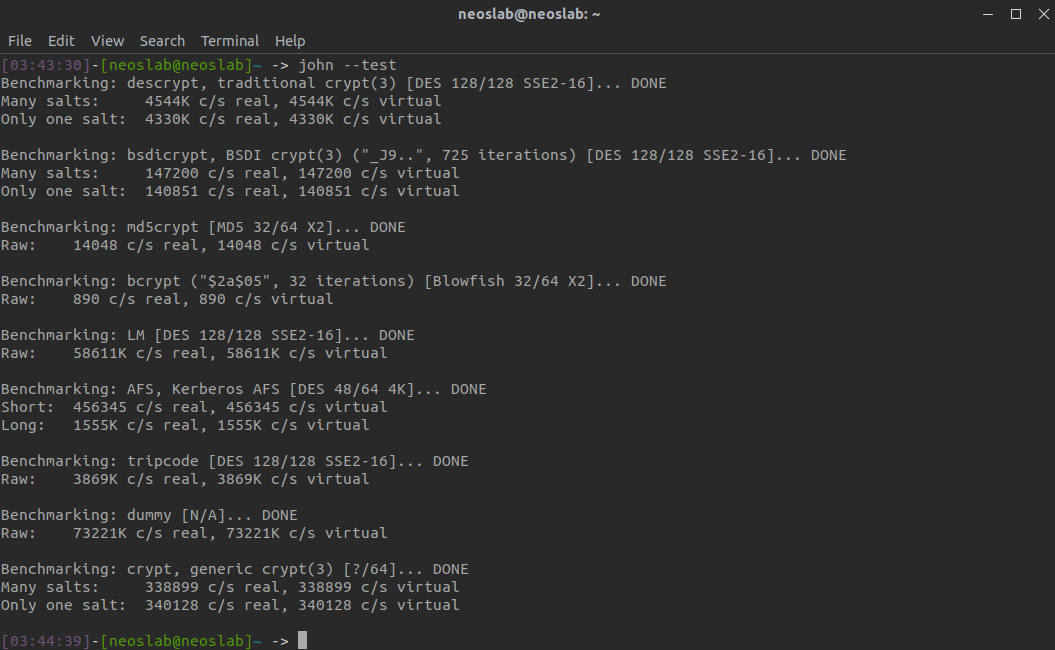 neoslab@neoslab: ~
File Edit View Search Terminal Help
[03:43:30]-[neoslab@neoslab]~ -> john --test
Benchmarking: descrypt, traditional crypt(3) [DES 128/128 SSE2-16]... DONE
Many salts:     4544K c/s real, 4544K c/s virtual
Only one salt:  4330K c/s real, 4330K c/s virtual

Benchmarking: bsdicrypt, BSDI crypt(3) ("_J9..", 725 iterations) [DES 128/128 SSE2-16]... DONE
Many salts:     147200 c/s real, 147200 c/s virtual
Only one salt:  140851 c/s real, 140851 c/s virtual

Benchmarking: md5crypt [MD5 32/64 X2]... DONE
Raw:    14048 c/s real, 14048 c/s virtual

Benchmarking: bcrypt ("$2a$05", 32 iterations) [Blowfish 32/64 X2]... DONE
Raw:    890 c/s real, 890 c/s virtual

Benchmarking: LM [DES 128/128 SSE2-16]... DONE
Raw:    58611K c/s real, 58611K c/s virtual

Benchmarking: AFS, Kerberos AFS [DES 48/64 4K]... DONE
Short:  456345 c/s real, 456345 c/s virtual
Long:   1555K c/s real, 1555K c/s virtual

Benchmarking: tripcode [DES 128/128 SSE2-16]... DONE
Raw:    3869K c/s real, 3869K c/s virtual

Benchmarking: dummy [N/A]... DONE
Raw:    73221K c/s real, 73221K c/s virtual

Benchmarking: crypt, generic crypt(3) [?/64]... DONE
Many salts:     338899 c/s real, 338899 c/s virtual
Only one salt:  340128 c/s real, 340128 c/s virtual

[03:44:39]-[neoslab@neoslab]~ ->